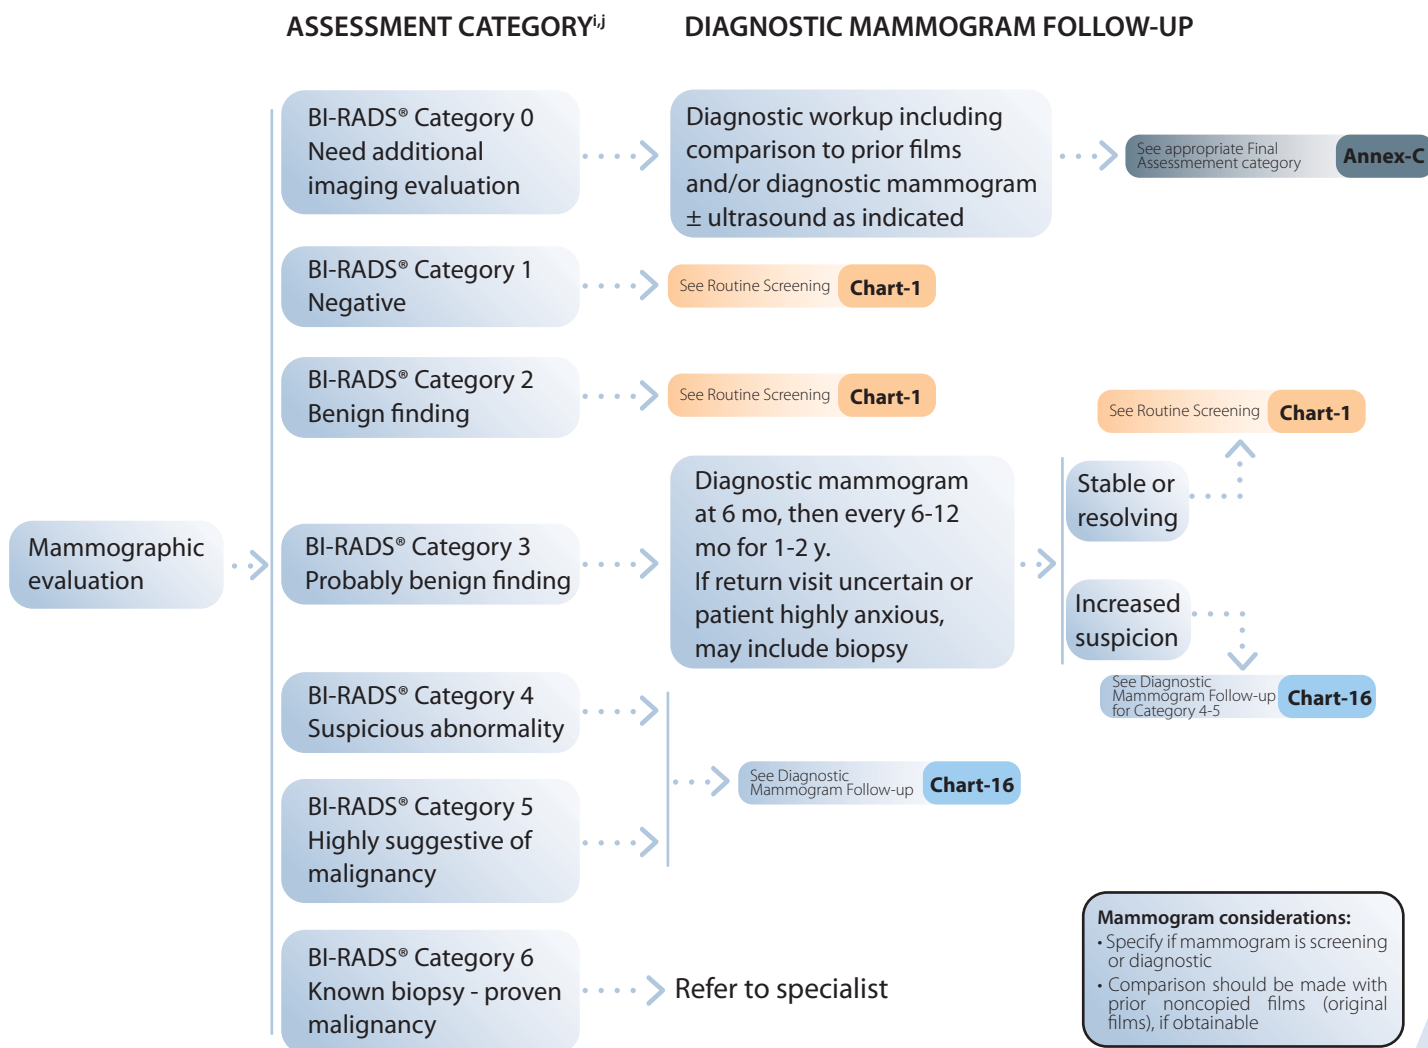 ASSESSMENT CATEGORYi,j
DIAGNOSTIC MAMMOGRAM FOLLOW-UP
BI-RADS® Category 0
Need additional
imaging evaluation
Diagnostic workup including
comparison to prior films
and/or diagnostic mammogram
± ultrasound as indicated
See appropriate Final
Assessmement category
Annex-C
BI-RADS® Category 1
Negative
See Routine Screening
Chart-1
BI-RADS® Category 2
Benign finding
See Routine Screening
Chart-1
See Routine Screening
Chart-1
Mammographic
evaluation
BI-RADS® Category 3
Probably benign finding
Diagnostic mammogram
at 6 mo, then every 6-12
mo for 1-2 y.
If return visit uncertain or
patient highly anxious,
may include biopsy
Stable or
resolving
Increased
suspicion
See Diagnostic
Mammogram Follow-up
for Category 4-5
Chart-16
BI-RADS® Category 4
Suspicious abnormality
See Diagnostic
Mammogram Follow-up
Chart-16
BI-RADS® Category 5
Highly suggestive of
malignancy
BI-RADS® Category 6
Known biopsy - proven
malignancy
Refer to specialist
Mammogram considerations:
• Specify if mammogram is screening
or diagnostic
• Comparison should be made with
prior noncopied films (original
films), if obtainable